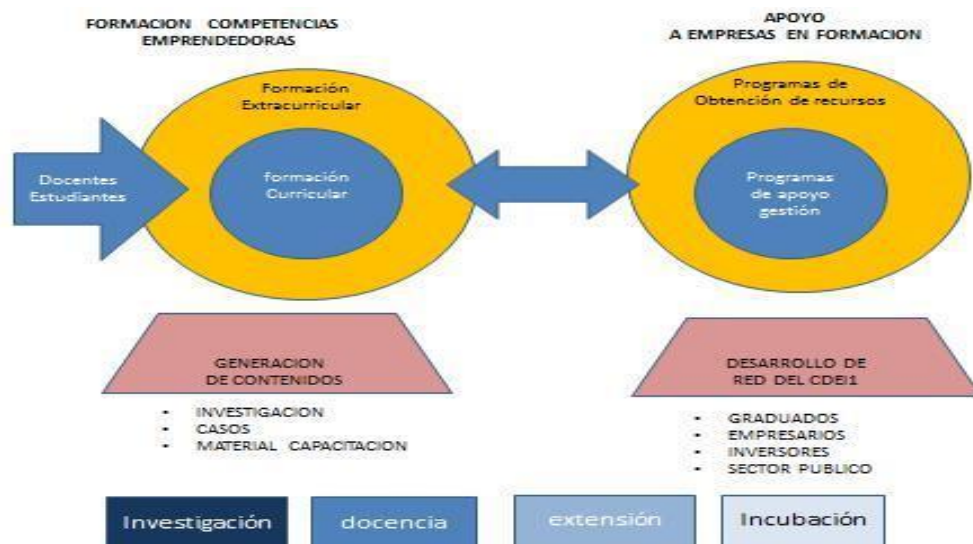 FORMACION COMPETENCIAS
EMPRENDEDORAS
APOYO
A EMPRESAS EN FORMACION
Docentes
Estudiantes
Formación
Extracurricular
formación
Curricular
Programas de
Obtención de recursos
Programas
de apoyo
gestión
GENERACION
DE CONTENIDOS
• INVESTIGACION
• CASOS
• MATERIAL CAPACITACION
DESARROLLO DE
RED DEL CDEI1
• GRADUADOS
• EMPRESARIOS
• INVERSORES
• SECTOR PUBLICO
Investigación
docencia
extensión
Incubación